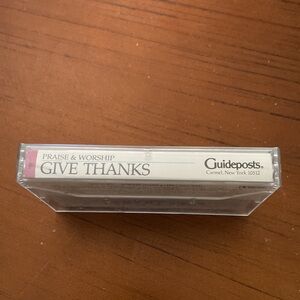 PRAISE & WORSHIP
GIVE THANKS
Guideposts®
Carmel, New York 10512